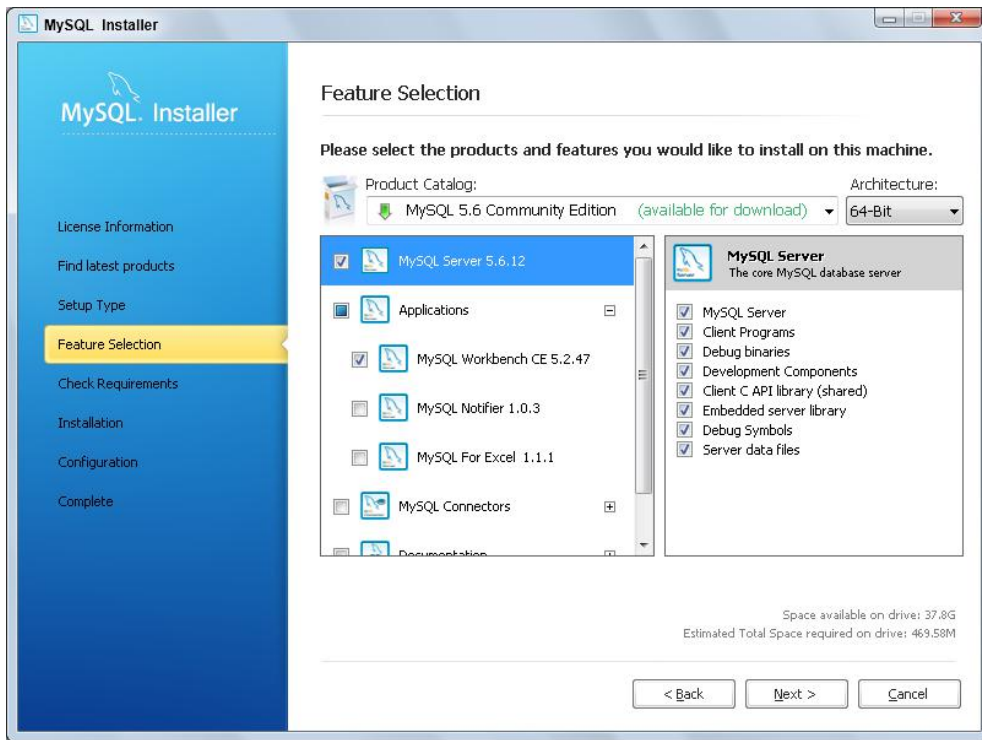 MySQL Installer
MySQL. Installer
License Information
Find latest products
Setup Type
Feature Selection
Check Requirements
Installation
Configuration
Complete
Feature Selection
Please select the products and features you would like to install on this machine.
Product Catalog:
Architecture:
MySQL 5.6 Community Edition (available for download)
64-Bit
MySQL Server 5.6.12
Applications
MySQL Workbench CE 5.2.47
MySQL Notifier 1.0.3
MySQL For Excel 1.1.1
MySQL Connectors
Documentation
MySQL Server
The core MySQL database server
MySQL Server
Client Programs
Debug binaries
Development Components
Client C API library (shared)
Embedded server library
Debug Symbols
Server data files
Space available on drive: 37.8G
Estimated Total Space required on drive: 469.58M
< Back
Next >
Cancel